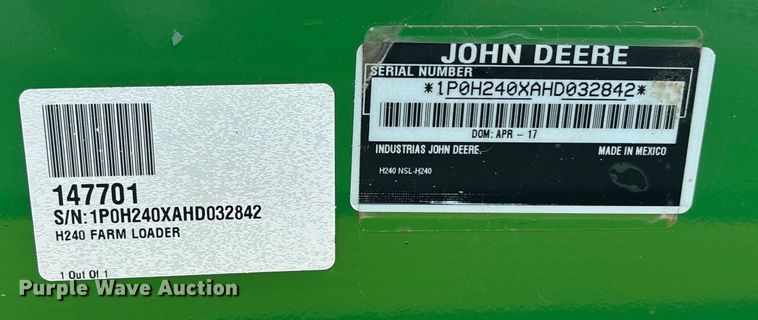 147701
S/N: 1P0H240XAHD032842
H240 FARM LOADER
1 Out Of 1
JOHN DEERE
SERIAL NUMBER
*1P0H240XAHD032842*
DOM: APR - 17
INDUSTRIAS JOHN DEERE. MADE IN MEXICO
H240 NSL-H240
Purple Wave Auction